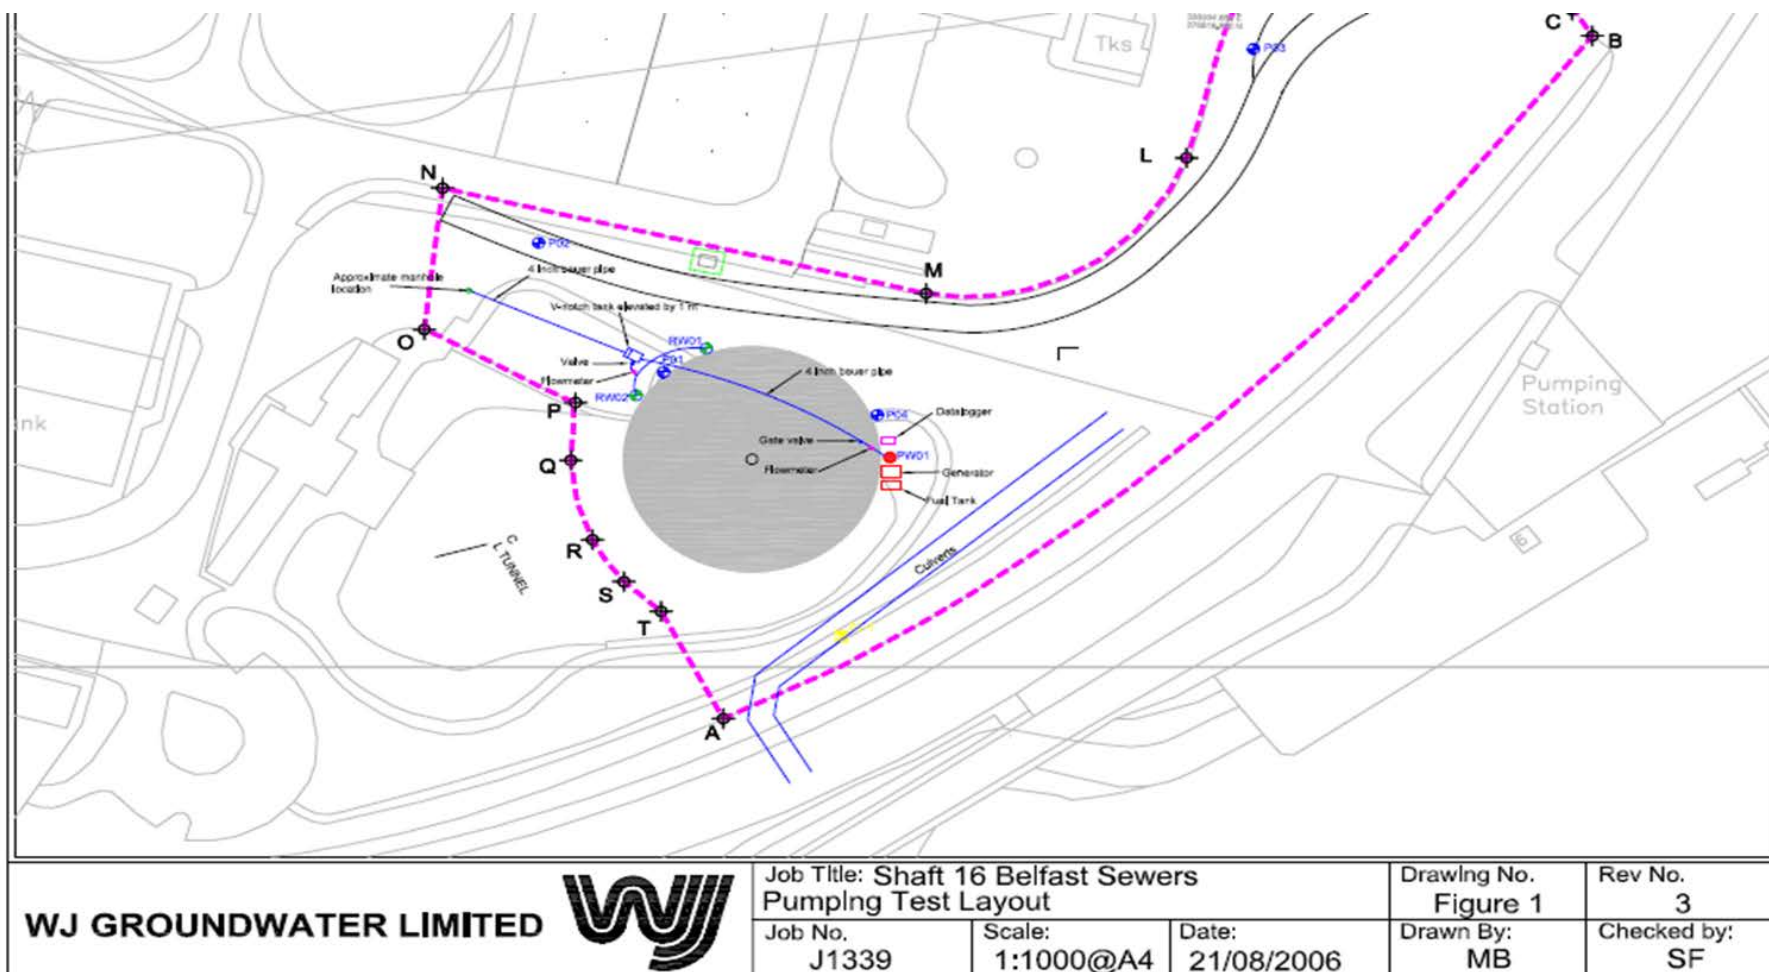 C
B
P03
Tks
L
N
P02
Approximate manhole
location
4 inch bauer pipe
M
V-notch tank elevated by 1 m
O
RW01
Valve
P01
Flowmeter
4 inch bauer pipe
RW02
P
Pumping
Station
nk
P04
Datalogger
Gate valve
PW01
Q
Flowmeter
Generator
Fuel Tank
R
C
L TUNNEL
6
Culverts
S
T
A
WJ GROUNDWATER LIMITED
WJ
Job Title: Shaft 16 Belfast Sewers
Pumping Test Layout
Drawing No.
Figure 1
Rev No.
3
Job No.
J1339
Scale:
1:1000@A4
Date:
21/08/2006
Drawn By:
MB
Checked by:
SF